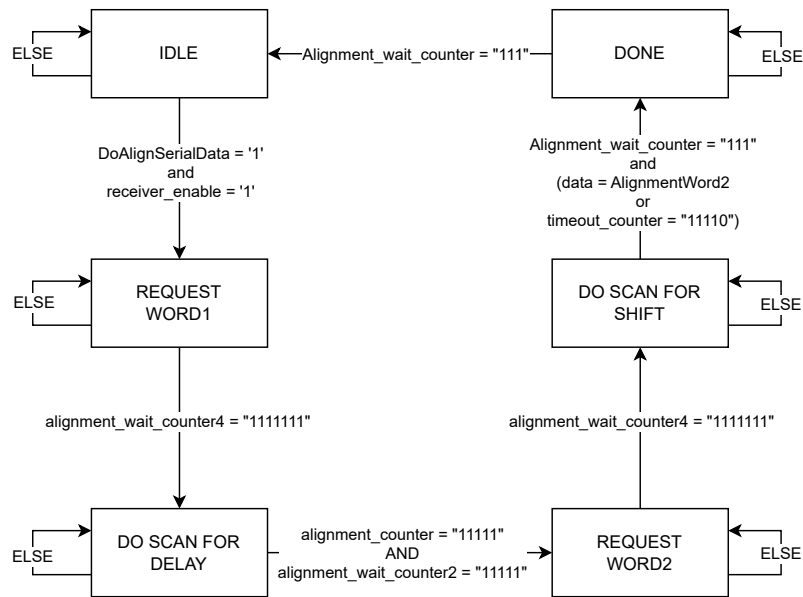 IDLE
ELSE
Alignment_wait_counter = "111"
DONE
ELSE
DoAlignSerialData = '1'
and
receiver_enable = '1'
Alignment_wait_counter = "111"
and
(data = AlignmentWord2
or
timeout_counter = "11110")
REQUEST
WORD1
ELSE
DO SCAN FOR
SHIFT
ELSE
alignment_wait_counter4 = "1111111"
alignment_wait_counter4 = "1111111"
DO SCAN FOR
DELAY
ELSE
alignment_counter = "11111"
AND
alignment_wait_counter2 = "11111"
REQUEST
WORD2
ELSE